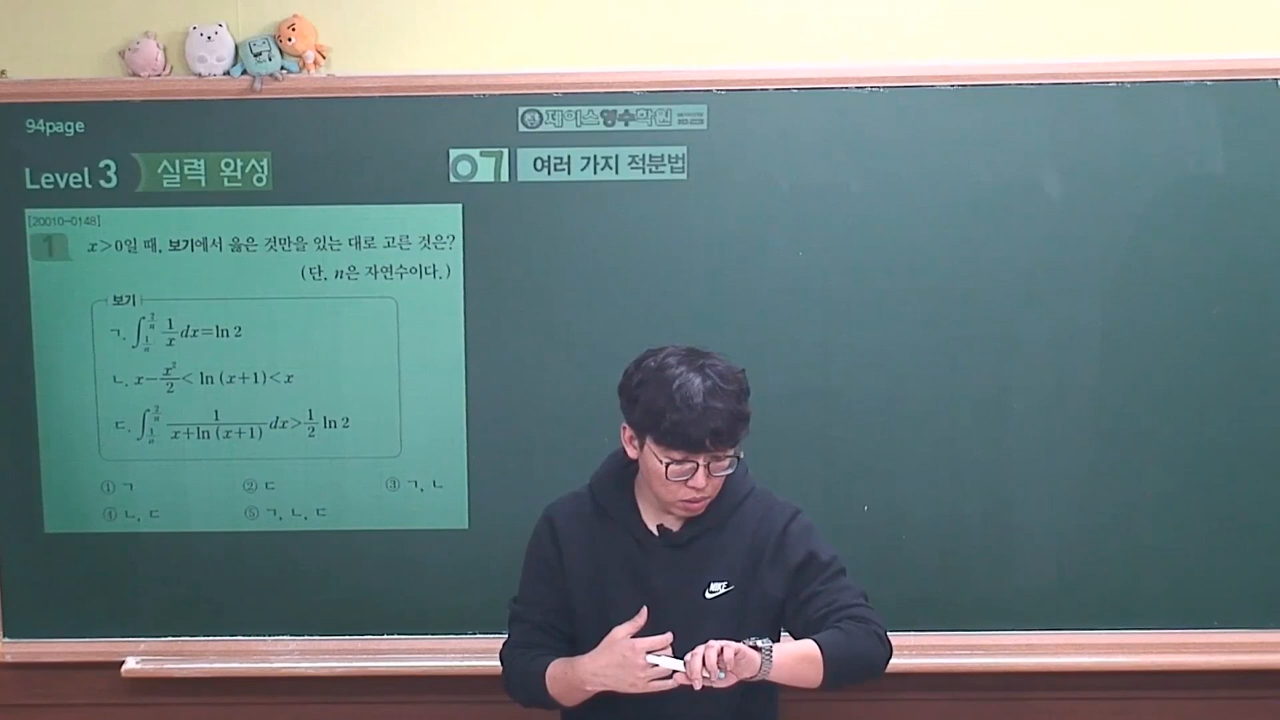 94page
제이스영수학원
Level 3 실력 완성
07 여러 가지 적분법
[20010-0148]
1 x>0일 때, 보기에서 옳은 것만을 있는 대로 고른 것은?
(단, n은 자연수이다.)
보기
ㄱ. ∫_{1/n}^{2/n} 1/x dx=ln 2
ㄴ. x-x²/2< ln (x+1)<x
ㄷ. ∫_{1/n}^{2/n} 1/(x+ln (x+1)) dx>1/2 ln 2
① ㄱ ② ㄷ ③ ㄱ, ㄴ
④ ㄴ, ㄷ ⑤ ㄱ, ㄴ, ㄷ
NIKE